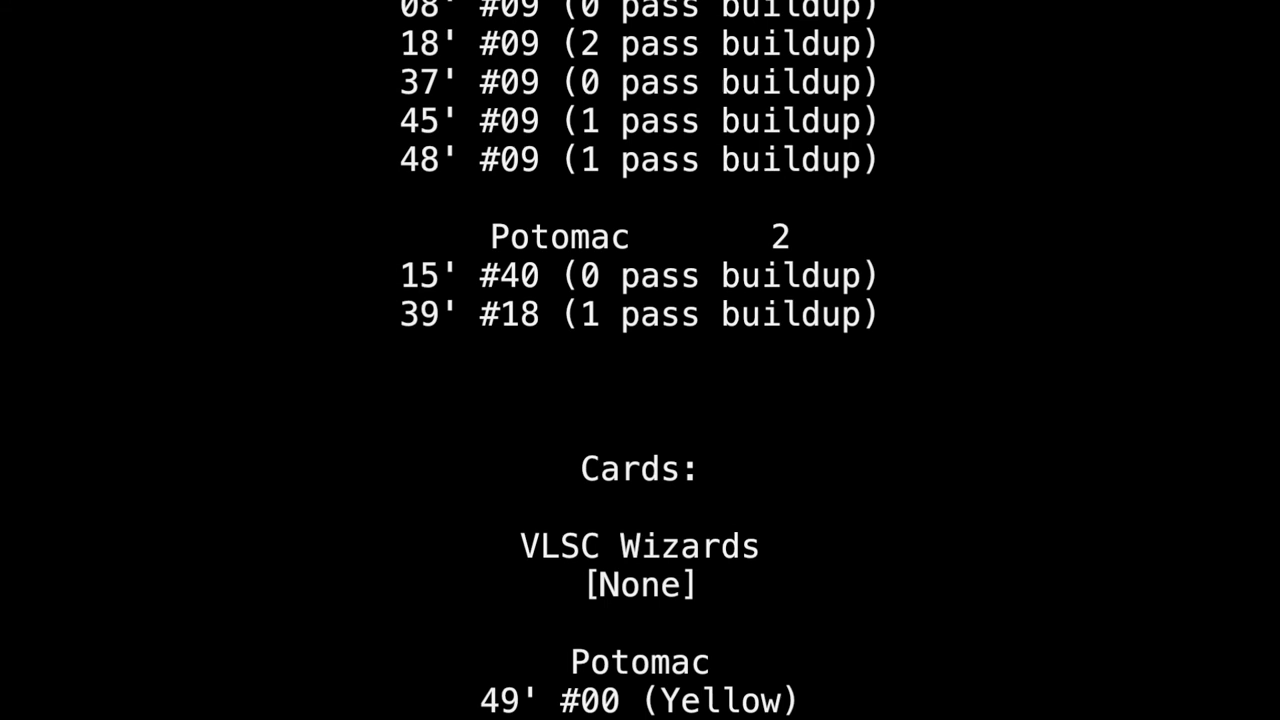 08' #09 (0 pass buildup)
18' #09 (2 pass buildup)
37' #09 (0 pass buildup)
45' #09 (1 pass buildup)
48' #09 (1 pass buildup)
Potomac 2
15' #40 (0 pass buildup)
39' #18 (1 pass buildup)
Cards:
VLSC Wizards
[None]
Potomac
49' #00 (Yellow)